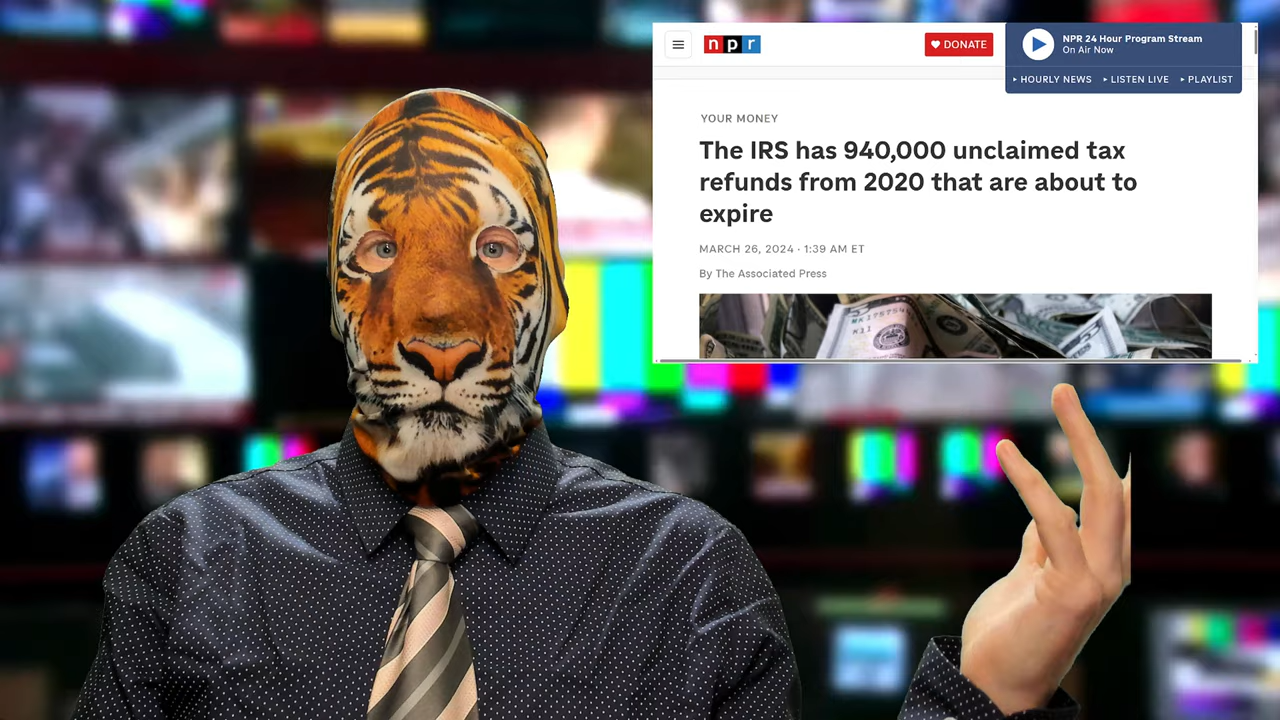 npr
DONATE
NPR 24 Hour Program Stream
On Air Now
HOURLY NEWS
LISTEN LIVE
PLAYLIST
YOUR MONEY
The IRS has 940,000 unclaimed tax
refunds from 2020 that are about to
expire
MARCH 26, 2024 · 1:39 AM ET
By The Associated Press